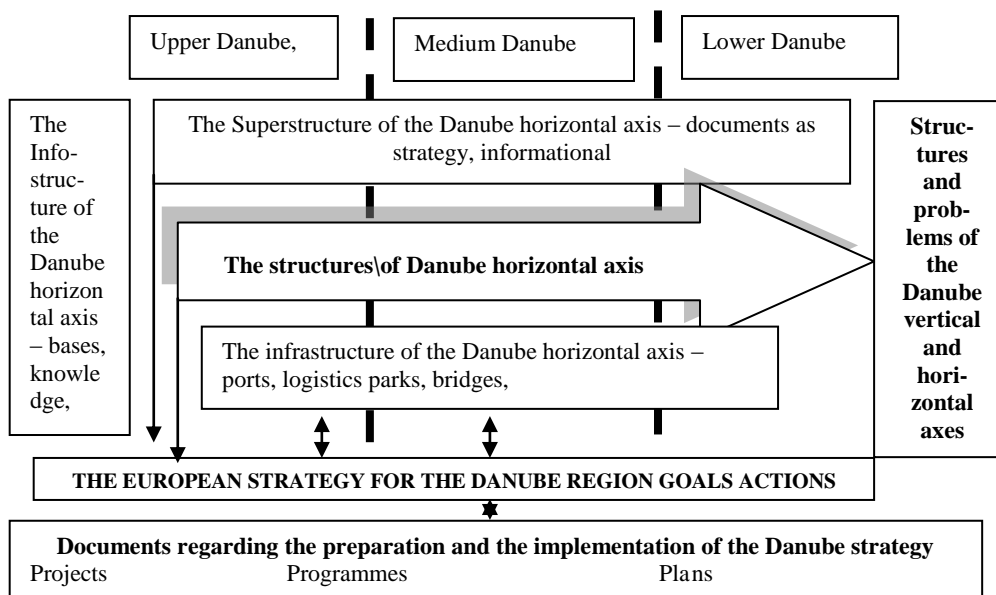 Upper Danube,
Medium Danube
Lower Danube
The
Info-
struc-
ture of
the
Danube
horizon
tal axis
– bases,
knowle
dge,
The Superstructure of the Danube horizontal axis – documents as
strategy, informational
The structures\of Danube horizontal axis
The infrastructure of the Danube horizontal axis –
ports, logistics parks, bridges,
Struc-
tures
and
prob-
lems of
the
Danube
vertical
and
hori-
zontal
axes
THE EUROPEAN STRATEGY FOR THE DANUBE REGION GOALS ACTIONS
Documents regarding the preparation and the implementation of the Danube strategy
Projects Programmes Plans